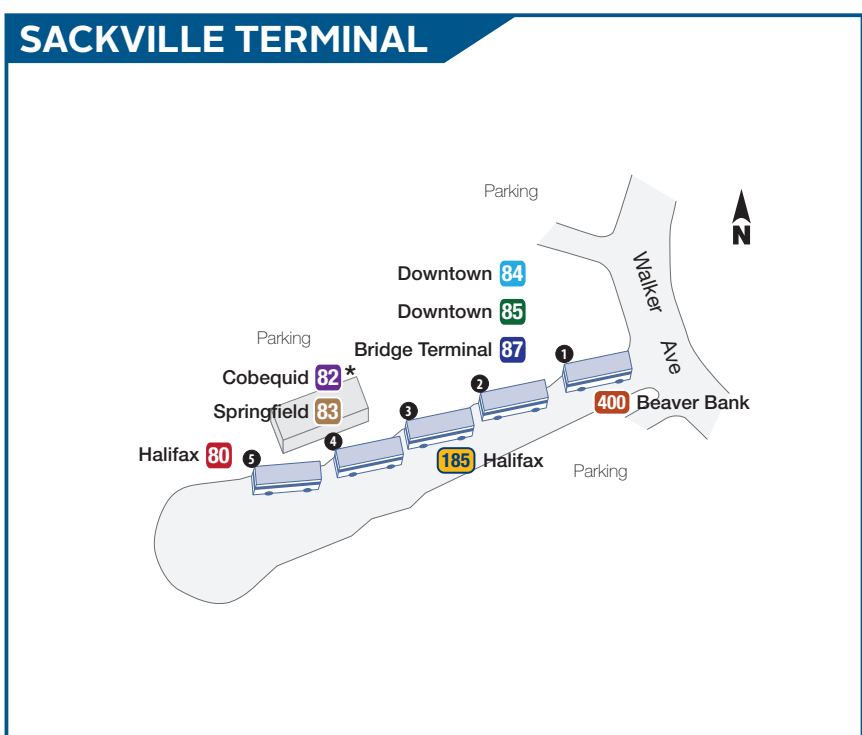 SACKVILLE TERMINAL
Parking
N
Walker
Ave
Downtown 84
Downtown 85
Parking
Bridge Terminal 87
1
Cobequid 82 *
2
400 Beaver Bank
Springfield 83
3
4
Halifax 80
5
185 Halifax
Parking